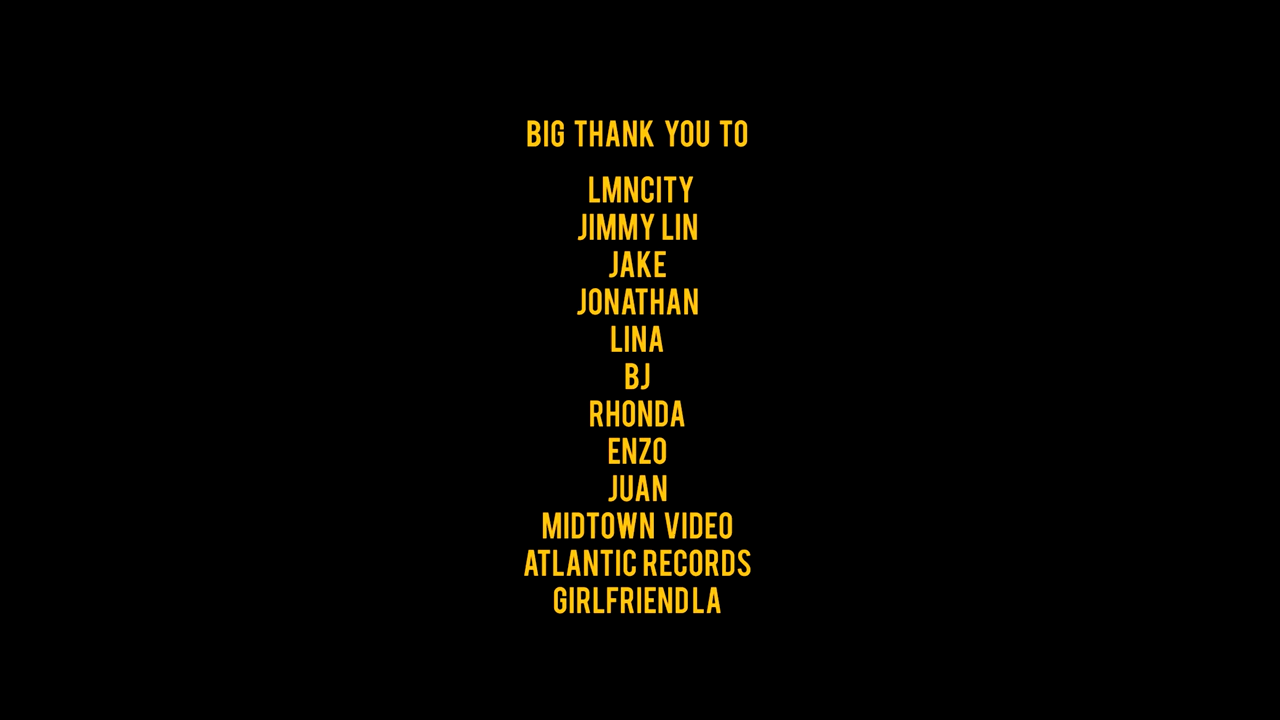 BIG THANK YOU TO
LMNCITY
JIMMY LIN
JAKE
JONATHAN
LINA
BJ
RHONDA
ENZO
JUAN
MIDTOWN VIDEO
ATLANTIC RECORDS
GIRLFRIENDLA